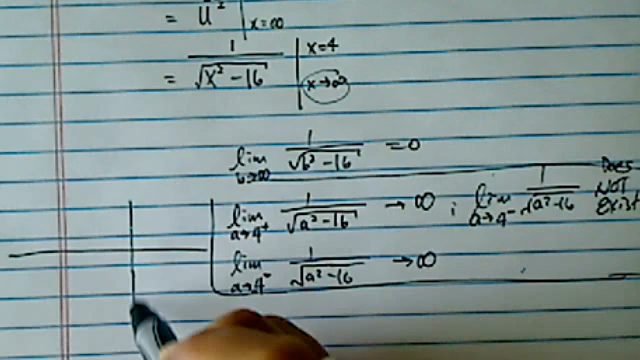 = u² | x=∞
= 1/√(x²-16) | x=4
x→∞
lim b→∞ 1/√(b²-16) = 0
lim a→4⁺ 1/√(a²-16) → ∞ ; lim a→4⁻ 1/√(a²-16) Does NOT Exist
lim a→4⁻ 1/√(a²-16) → ∞